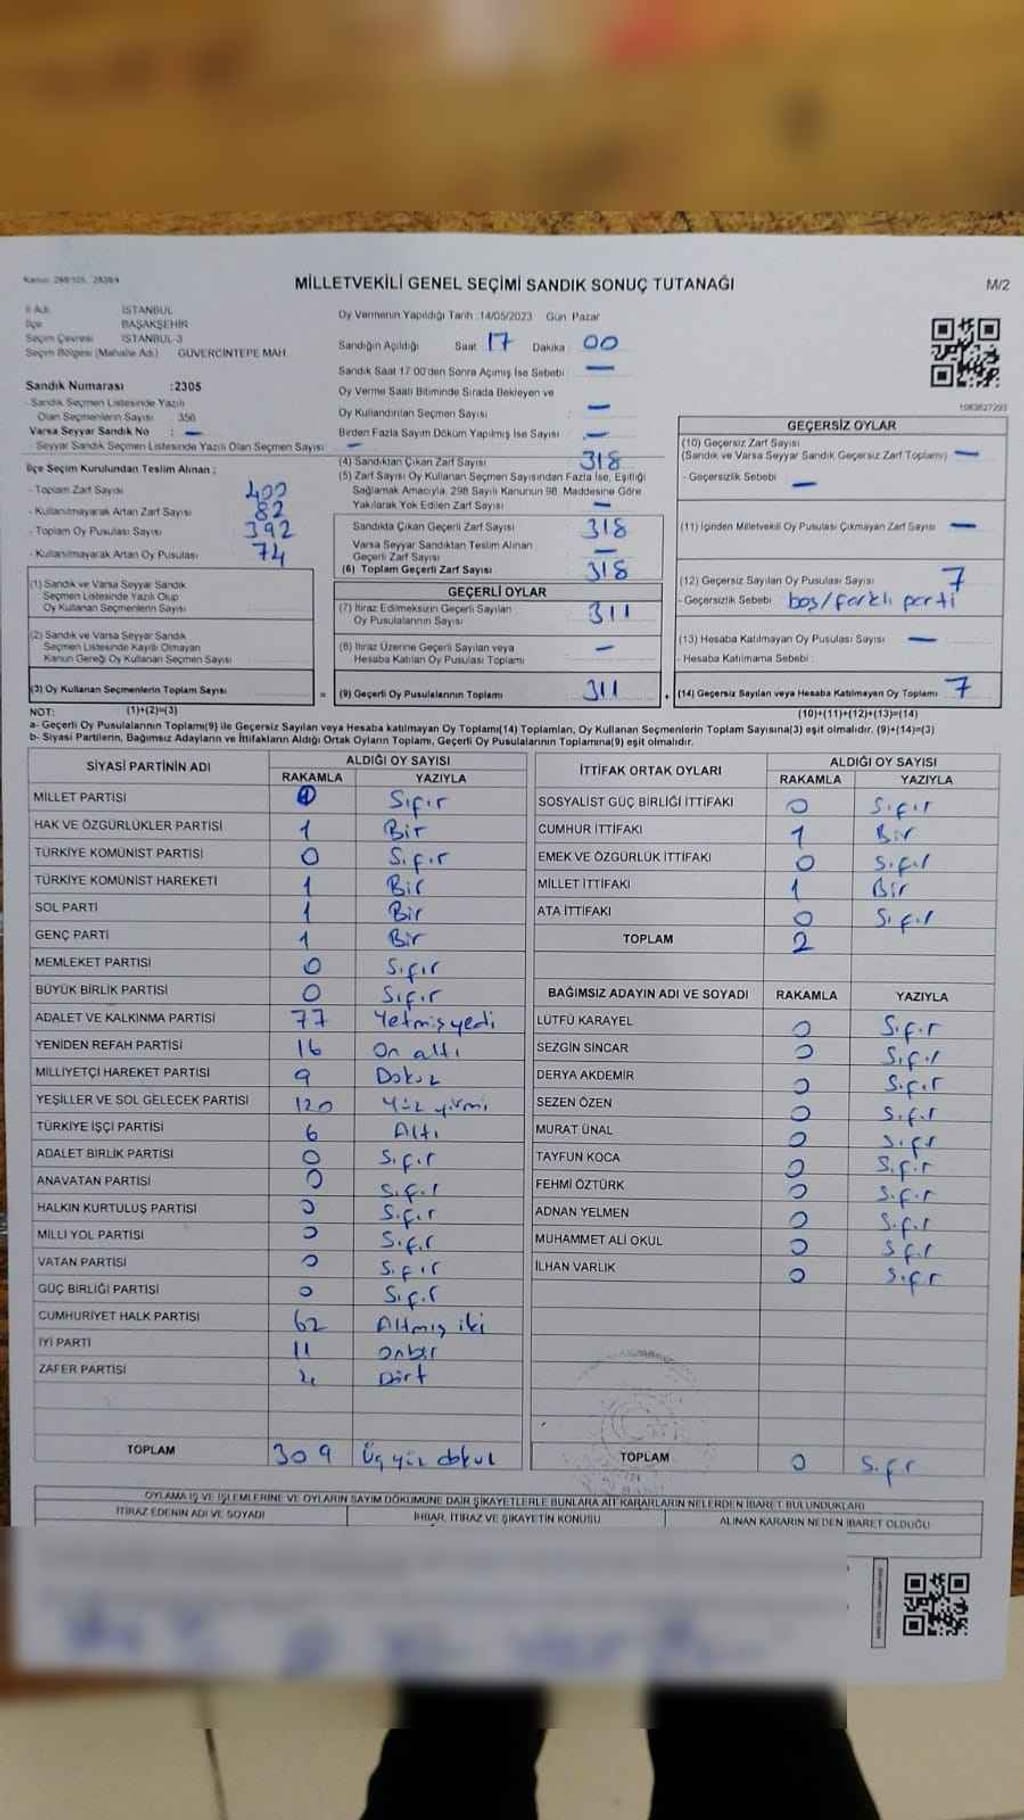 MİLLETVEKİLİ GENEL SEÇİMİ SANDIK SONUÇ TUTANAĞI
M/2
İl Adı: İSTANBUL
İlçe BAŞAKŞEHİR
Seçim Çevresi İSTANBUL-3
Seçim Bölgesi (Mahalle Adı) GÜVERCİNTEPE MAH.
Sandık Numarası :2305
Sandık Seçmen Listesinde Yazılı
Olan Seçmenlerin Sayısı 356
Varsa Seyyar Sandık No : —
Seyyar Sandık Seçmen Listesinde Yazılı Olan Seçmen Sayısı —
İlçe Seçim Kurulundan Teslim Alınan :
- Toplam Zarf Sayısı 400
- Kullanılmayarak Artan Zarf Sayısı 82
- Toplam Oy Pusulası Sayısı 392
- Kullanılmayarak Artan Oy Pusulası 74
(1) Sandık ve Varsa Seyyar Sandık
Seçmen Listesinde Yazılı Olup
Oy Kullanan Seçmenlerin Sayısı
(2) Sandık ve Varsa Seyyar Sandık
Seçmen Listesinde Kayıtlı Olmayan
Kanun Gereği Oy Kullanan Seçmen Sayısı
(3) Oy Kullanan Seçmenlerin Toplam Sayısı =
Oy Vermenin Yapıldığı Tarih :14/05/2023 Gün Pazar
Sandığın Açıldığı Saat 17 Dakika 00
Sandık Saat 17 00'den Sonra Açılmış İse Sebebi —
Oy Verme Saati Bitiminde Sırada Bekleyen ve
Oy Kullandırılan Seçmen Sayısı —
Birden Fazla Sayım Döküm Yapılmış İse Sayısı —
(4) Sandıktan Çıkan Zarf Sayısı 318
(5) Zarf Sayısı Oy Kullanan Seçmen Sayısından Fazla İse, Eşitliği
Sağlamak Amacıyla, 298 Sayılı Kanunun 98. Maddesine Göre
Yakılarak Yok Edilen Zarf Sayısı
Sandıkta Çıkan Geçerli Zarf Sayısı 318
Varsa Seyyar Sandıktan Teslim Alınan
Geçerli Zarf Sayısı —
(6) Toplam Geçerli Zarf Sayısı 318
GEÇERLİ OYLAR
(7) İtiraz Edilmeksizin Geçerli Sayılan
Oy Pusulalarının Sayısı 311
(8) İtiraz Üzerine Geçerli Sayılan veya
Hesaba Katılan Oy Pusulası Toplamı —
(9) Geçerli Oy Pusulalarının Toplamı 311 +
GEÇERSİZ OYLAR
(10) Geçersiz Zarf Sayısı
(Sandık ve Varsa Seyyar Sandık Geçersiz Zarf Toplamı) —
- Geçersizlik Sebebi —
(11) İçinden Milletvekili Oy Pusulası Çıkmayan Zarf Sayısı —
(12) Geçersiz Sayılan Oy Pusulası Sayısı 7
- Geçersizlik Sebebi boş/farklı parti
(13) Hesaba Katılmayan Oy Pusulası Sayısı —
- Hesaba Katılmama Sebebi
(14) Geçersiz Sayılan veya Hesaba Katılmayan Oy Toplamı 7
NOT: (1)+(2)=(3) (10)+(11)+(12)+(13)=(14)
a- Geçerli Oy Pusulalarının Toplamı(9) ile Geçersiz Sayılan veya Hesaba katılmayan Oy Toplamı(14) Toplamları, Oy Kullanan Seçmenlerin Toplam Sayısına(3) eşit olmalıdır. (9)+(14)=(3)
b- Siyasi Partilerin, Bağımsız Adayların ve İttifakların Aldığı Ortak Oyların Toplamı, Geçerli Oy Pusulalarının Toplamına(9) eşit olmalıdır.
SİYASİ PARTİNİN ADI ALDIĞI OY SAYISI
RAKAMLA YAZIYLA
MİLLET PARTİSİ Sıfır
HAK VE ÖZGÜRLÜKLER PARTİSİ 1 Bir
TÜRKİYE KOMÜNİST PARTİSİ 0 Sıfır
TÜRKİYE KOMÜNİST HAREKETİ 1 Bir
SOL PARTİ 1 Bir
GENÇ PARTİ 1 Bir
MEMLEKET PARTİSİ 0 Sıfır
BÜYÜK BİRLİK PARTİSİ 0 Sıfır
ADALET VE KALKINMA PARTİSİ 77 Yetmişyedi
YENİDEN REFAH PARTİSİ 16 On altı
MİLLİYETÇİ HAREKET PARTİSİ 9 Dokuz
YEŞİLLER VE SOL GELECEK PARTİSİ 120 Yüz yirmi
TÜRKİYE İŞÇİ PARTİSİ 6 Altı
ADALET BİRLİK PARTİSİ 0 Sıfır
ANAVATAN PARTİSİ 0 Sıfır
HALKIN KURTULUŞ PARTİSİ 0 Sıfır
MİLLİ YOL PARTİSİ 0 Sıfır
VATAN PARTİSİ 0 Sıfır
GÜÇ BİRLİĞİ PARTİSİ 0 Sıfır
CUMHURİYET HALK PARTİSİ 62 Altmış iki
İYİ PARTİ 11 Onbir
ZAFER PARTİSİ 4 Dört
TOPLAM 309 Üç yüz dokuz
İTTİFAK ORTAK OYLARI ALDIĞI OY SAYISI
RAKAMLA YAZIYLA
SOSYALİST GÜÇ BİRLİĞİ İTTİFAKI 0 Sıfır
CUMHUR İTTİFAKI 1 Bir
EMEK VE ÖZGÜRLÜK İTTİFAKI 0 Sıfır
MİLLET İTTİFAKI 1 Bir
ATA İTTİFAKI 0 Sıfır
TOPLAM 2
BAĞIMSIZ ADAYIN ADI VE SOYADI RAKAMLA YAZIYLA
LÜTFÜ KARAYEL 0 Sıfır
SEZGİN SİNCAR 0 Sıfır
DERYA AKDEMİR 0 Sıfır
SEZEN ÖZEN 0 Sıfır
MURAT ÜNAL 0 Sıfır
TAYFUN KOCA 0 Sıfır
FEHMİ ÖZTÜRK 0 Sıfır
ADNAN YELMEN 0 Sıfır
MUHAMMET ALİ OKUL 0 Sıfır
İLHAN VARLIK 0 Sıfır
TOPLAM 0 Sıfır
OYLAMA İŞ VE İŞLEMLERİNE VE OYLARIN SAYIM DÖKÜMÜNE DAİR ŞİKAYETLERLE BUNLARA AİT KARARLARIN NELERDEN İBARET BULUNDUKLARI
İTİRAZ EDENİN ADI VE SOYADI İHBAR, İTİRAZ VE ŞİKAYETİN KONUSU ALINAN KARARIN NEDEN İBARET OLDUĞU